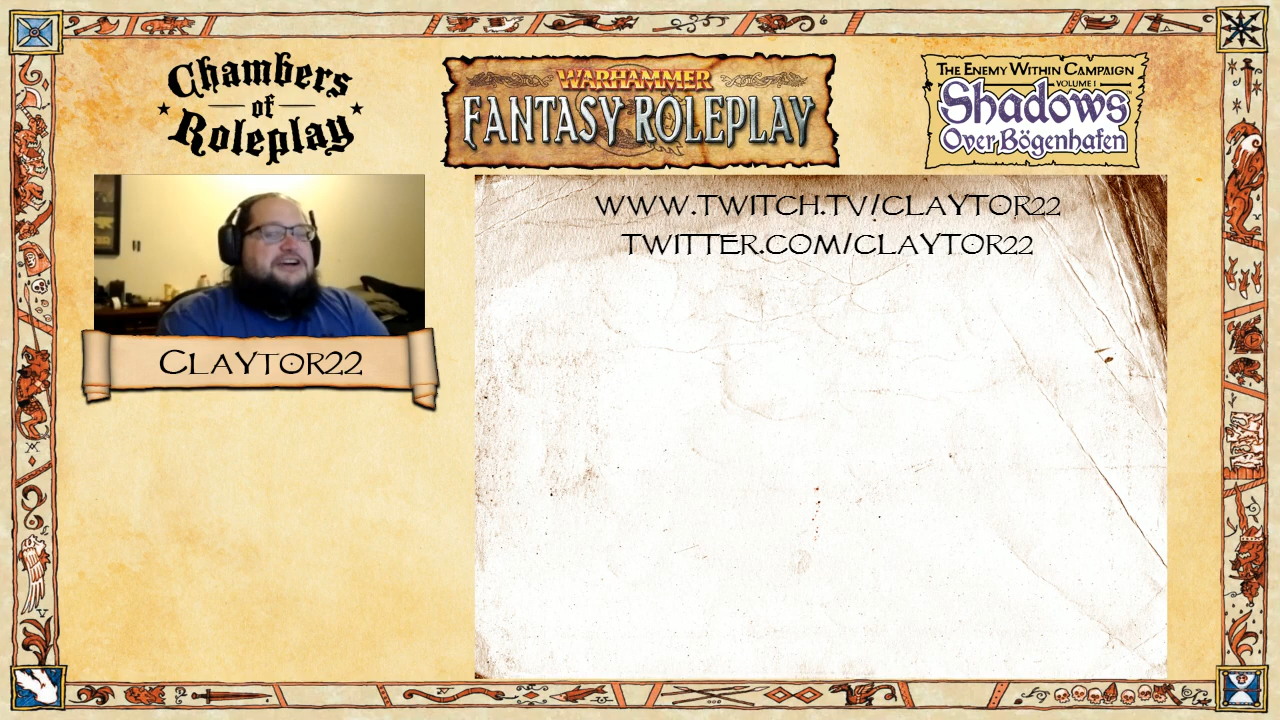 Chambers
of
Roleplay
WARHAMMER
FANTASY ROLEPLAY
THE ENEMY WITHIN CAMPAIGN
VOLUME 1
Shadows
Over Bögenhafen
WWW.TWITCH.TV/CLAYTOR22
TWITTER.COM/CLAYTOR22
CLAYTOR22